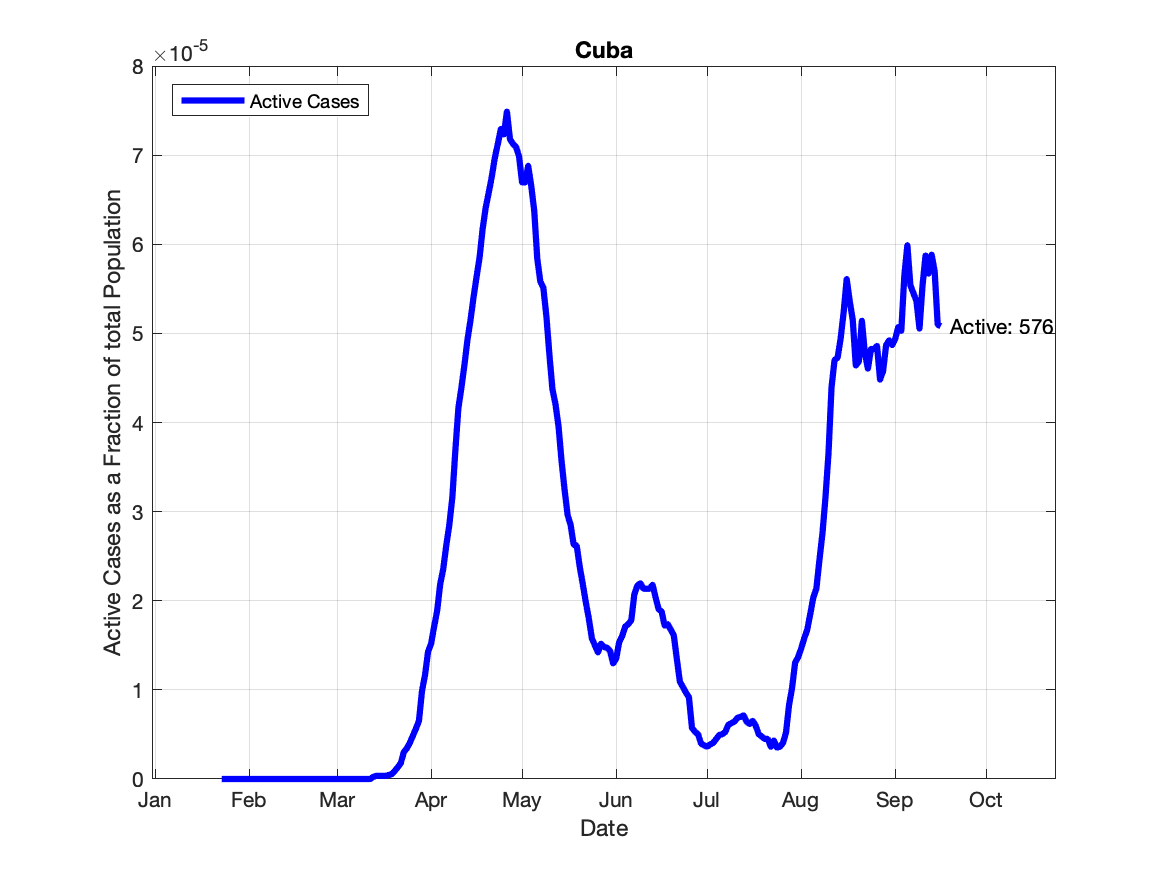 Cuba
×10-5
Active Cases
8
7
6
5
4
3
2
1
0
Active: 576
Active Cases as a Fraction of total Population
Jan Feb Mar Apr May Jun Jul Aug Sep Oct
Date